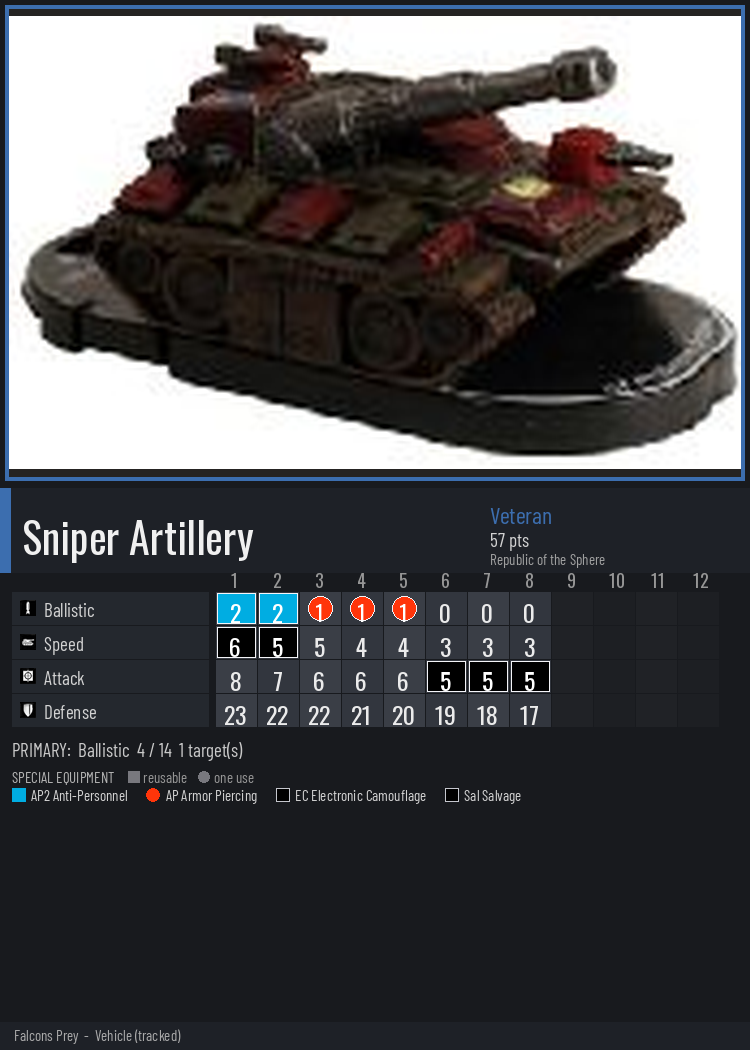 Sniper Artillery
Veteran
57 pts
Republic of the Sphere
1 2 3 4 5 6 7 8 9 10 11 12
Ballistic 2 2 1 1 1 0 0 0
Speed 6 5 5 4 4 3 3 3
Attack 8 7 6 6 6 5 5 5
Defense 23 22 22 21 20 19 18 17
PRIMARY: Ballistic 4 / 14 1 target(s)
SPECIAL EQUIPMENT reusable one use
AP2 Anti-Personnel AP Armor Piercing EC Electronic Camouflage Sal Salvage
Falcons Prey - Vehicle (tracked)